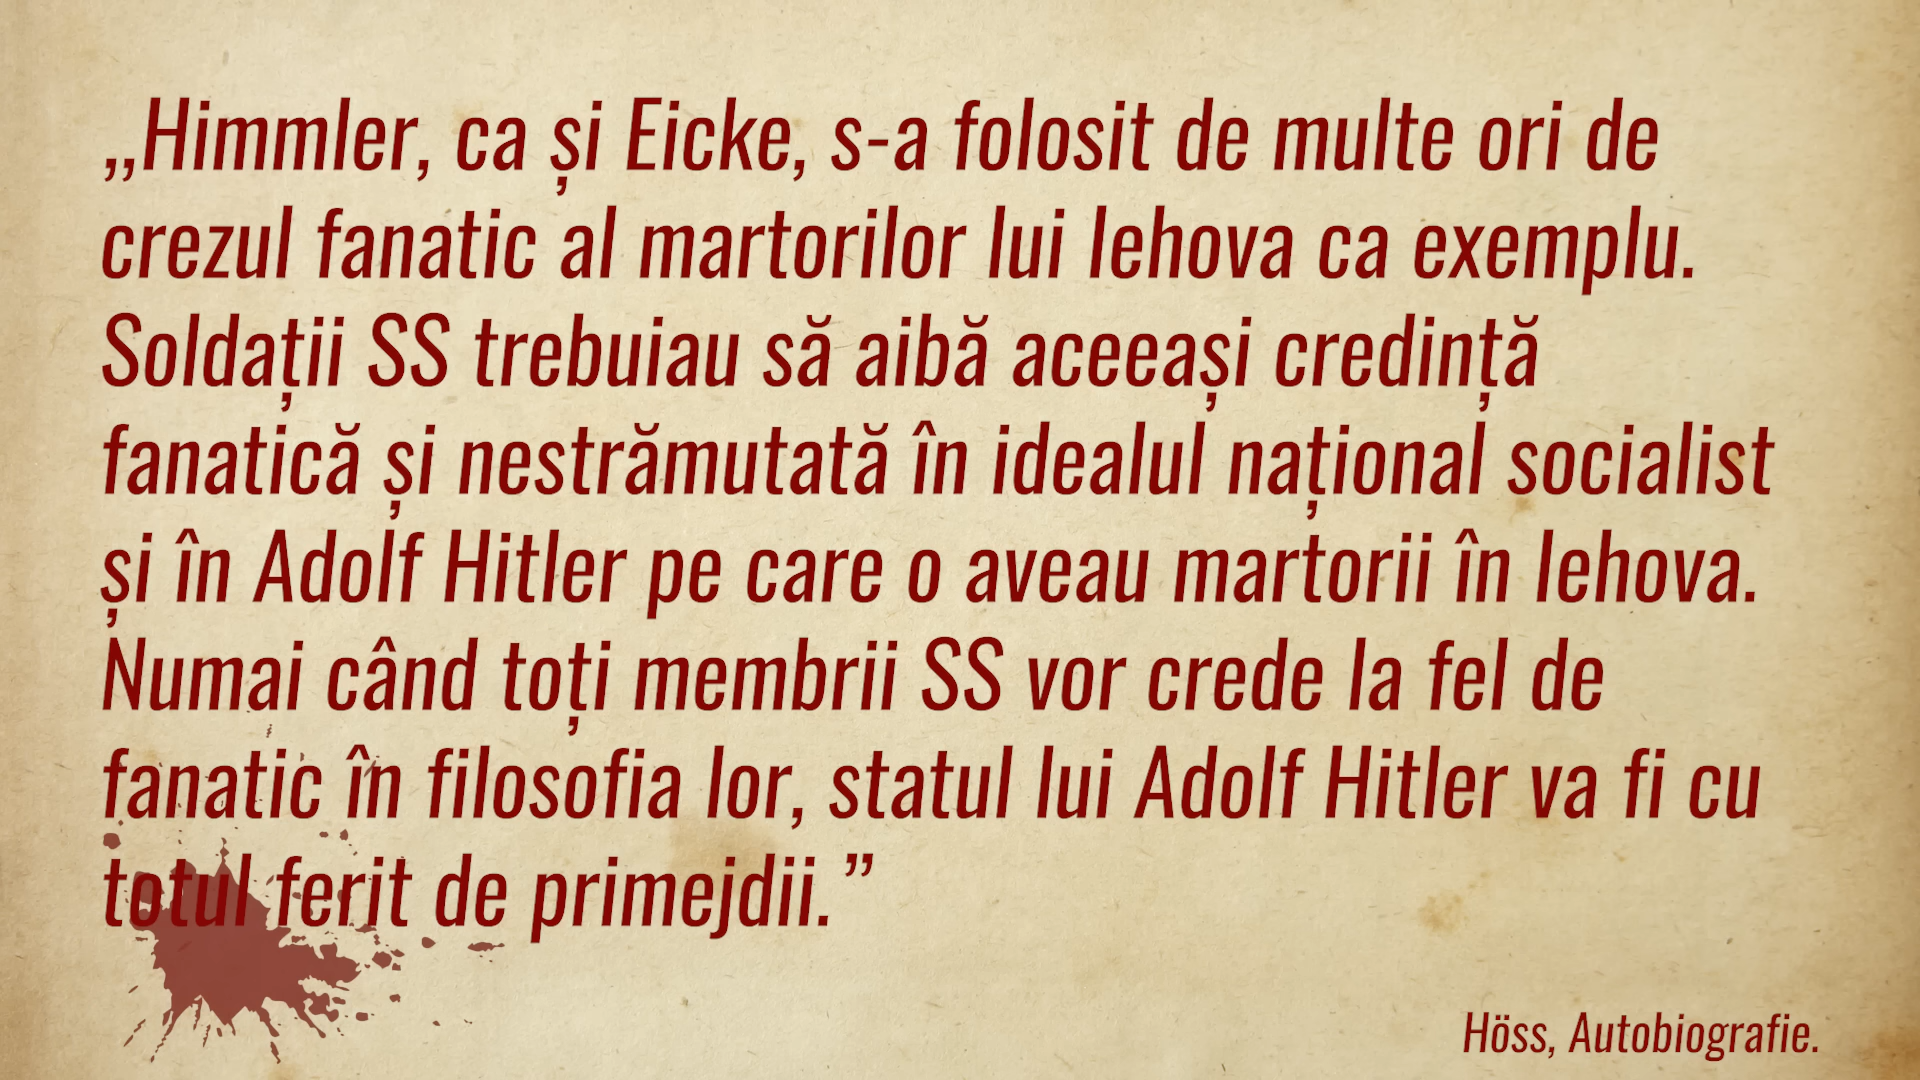 „Himmler, ca și Eicke, s-a folosit de multe ori de
crezul fanatic al martorilor lui Iehova ca exemplu.
Soldații SS trebuiau să aibă aceeași credință
fanatică și nestrămutată în idealul național socialist
și în Adolf Hitler pe care o aveau martorii în Iehova.
Numai când toți membrii SS vor crede la fel de
fanatic în filosofia lor, statul lui Adolf Hitler va fi cu
totul ferit de primejdii.”
Höss, Autobiografie.